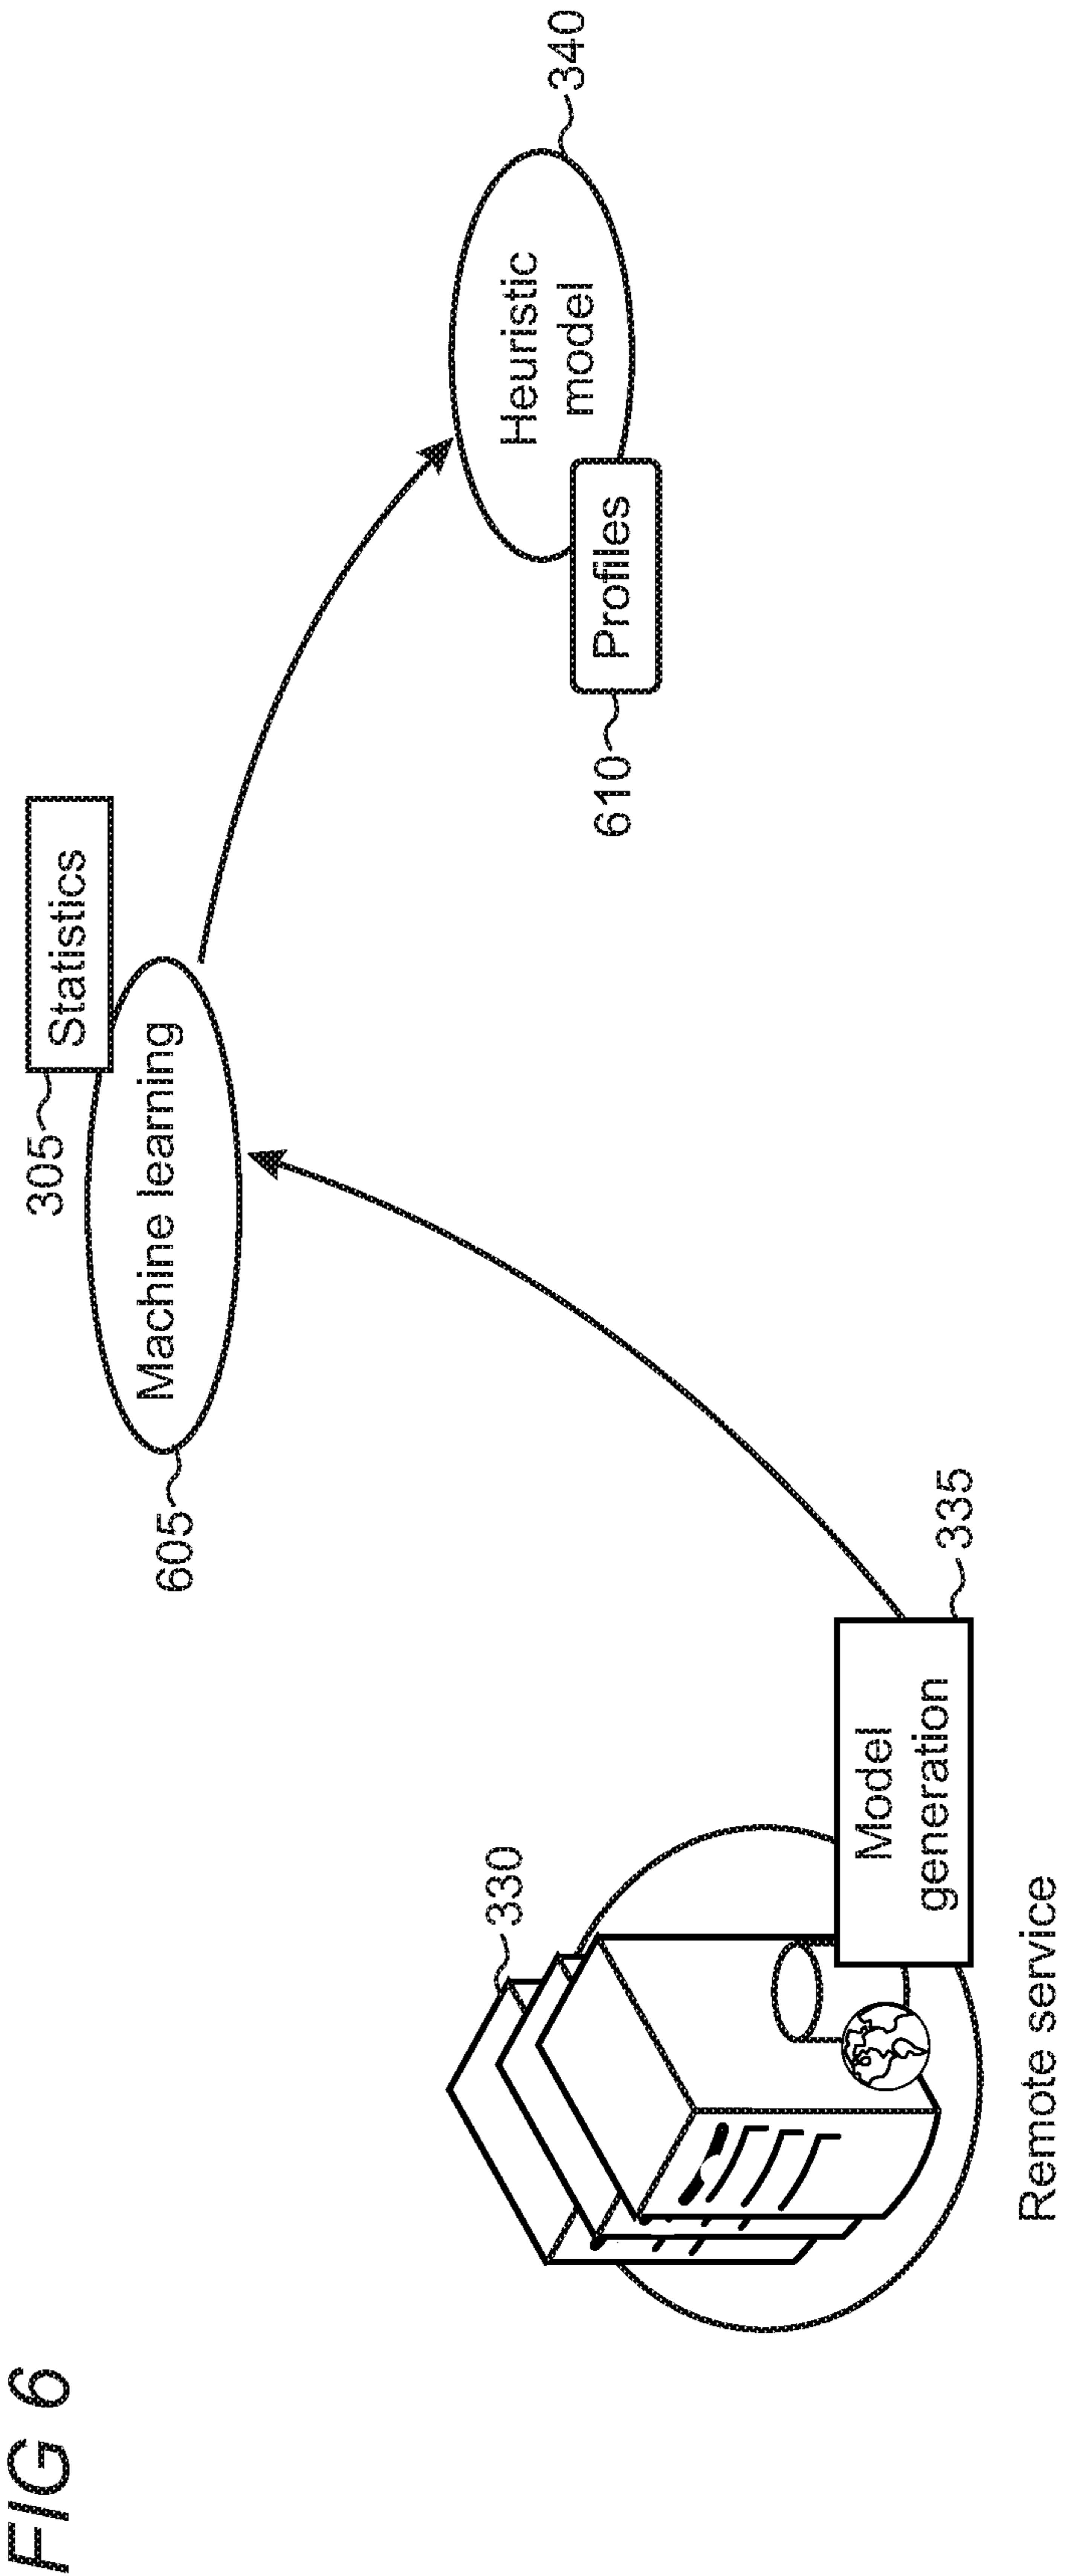 FIG 6
305
Statistics
605
Machine learning
340
Heuristic
model
610
Profiles
330
335
Model
generation
Remote service